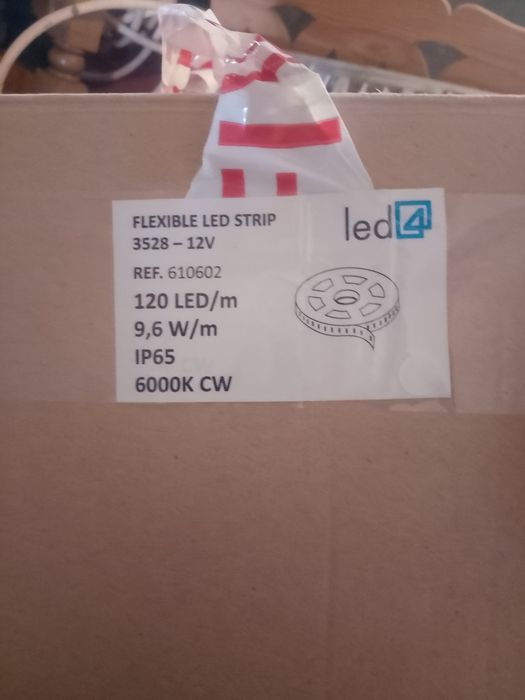 FLEXIBLE LED STRIP
3528 – 12V
REF. 610602
120 LED/m
9,6 W/m
IP65
6000K CW
led4